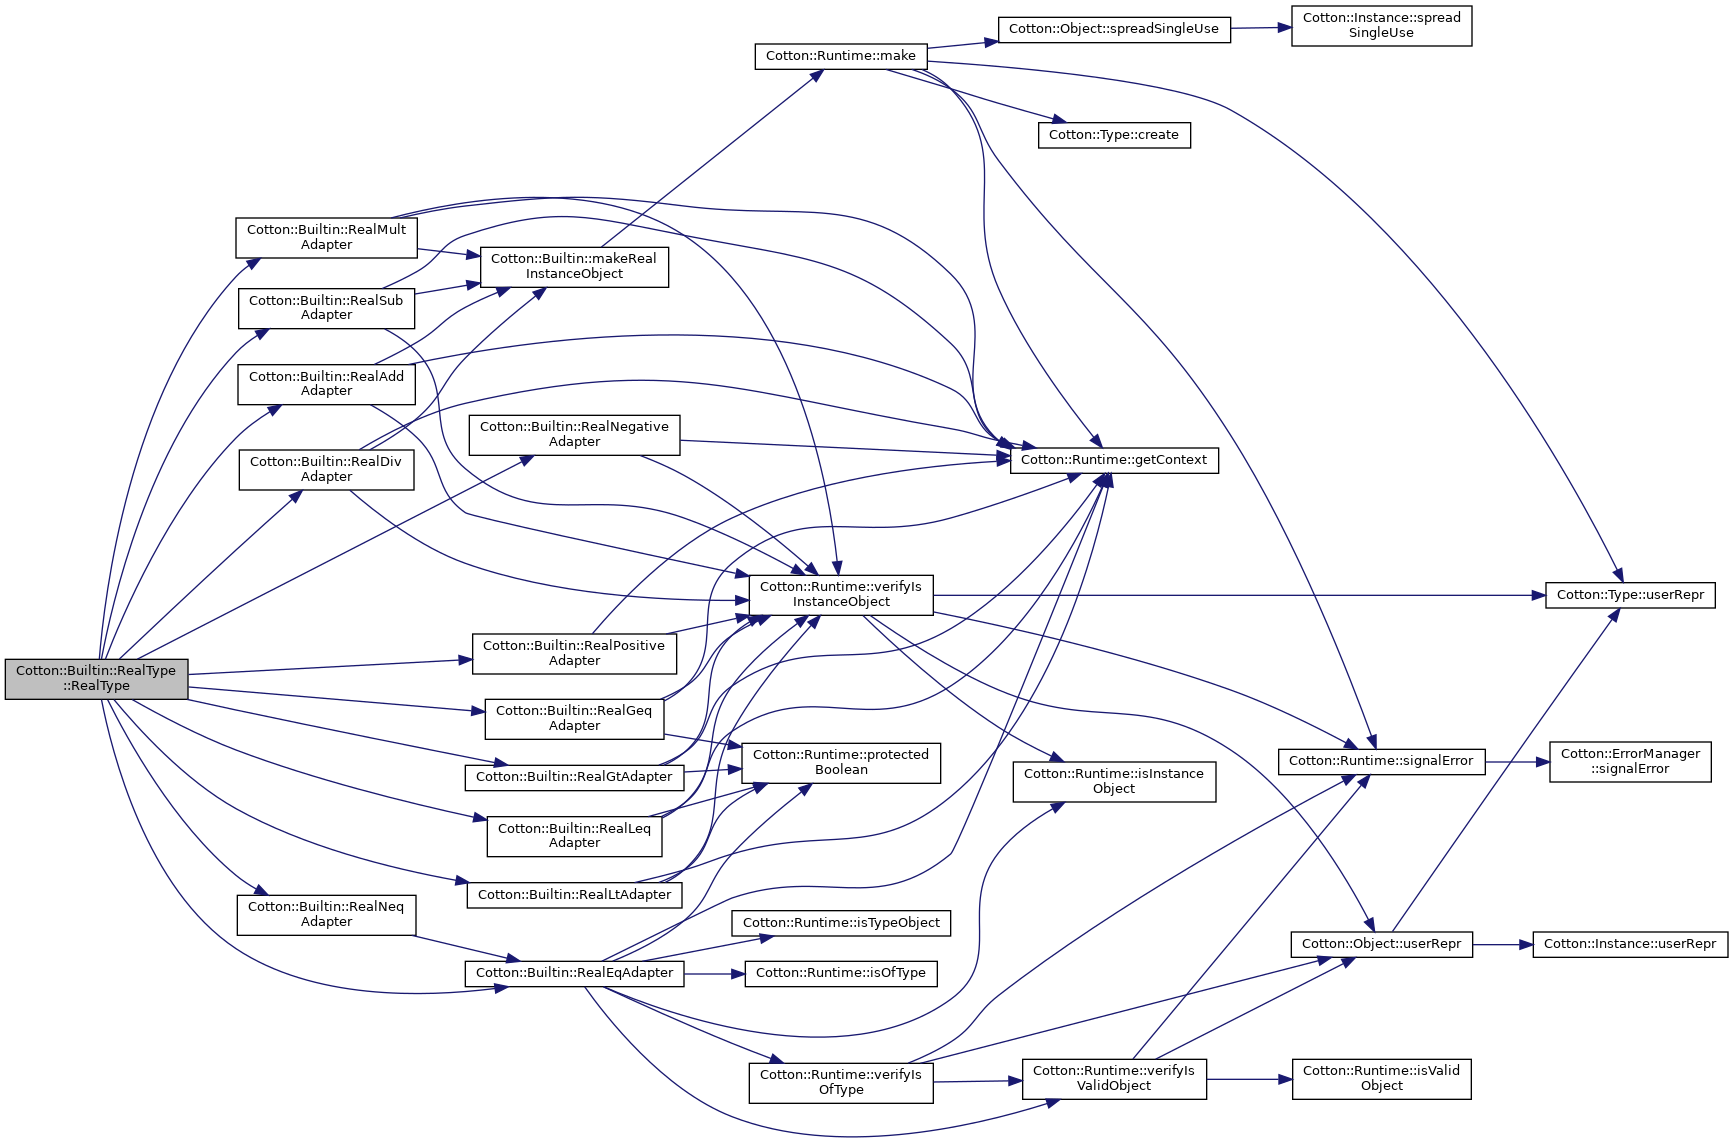 Cotton::Builtin::RealType
::RealType
Cotton::Builtin::RealMult
Adapter
Cotton::Builtin::RealSub
Adapter
Cotton::Builtin::RealAdd
Adapter
Cotton::Builtin::RealDiv
Adapter
Cotton::Builtin::RealNeq
Adapter
Cotton::Builtin::makeReal
InstanceObject
Cotton::Builtin::RealNegative
Adapter
Cotton::Builtin::RealPositive
Adapter
Cotton::Builtin::RealGeq
Adapter
Cotton::Builtin::RealGtAdapter
Cotton::Builtin::RealLeq
Adapter
Cotton::Builtin::RealLtAdapter
Cotton::Builtin::RealEqAdapter
Cotton::Runtime::make
Cotton::Runtime::verifyIs
InstanceObject
Cotton::Runtime::protected
Boolean
Cotton::Runtime::isTypeObject
Cotton::Runtime::isOfType
Cotton::Runtime::verifyIs
OfType
Cotton::Object::spreadSingleUse
Cotton::Type::create
Cotton::Runtime::getContext
Cotton::Runtime::isInstance
Object
Cotton::Runtime::verifyIs
ValidObject
Cotton::Instance::spread
SingleUse
Cotton::Runtime::signalError
Cotton::Object::userRepr
Cotton::Runtime::isValid
Object
Cotton::Type::userRepr
Cotton::ErrorManager
::signalError
Cotton::Instance::userRepr